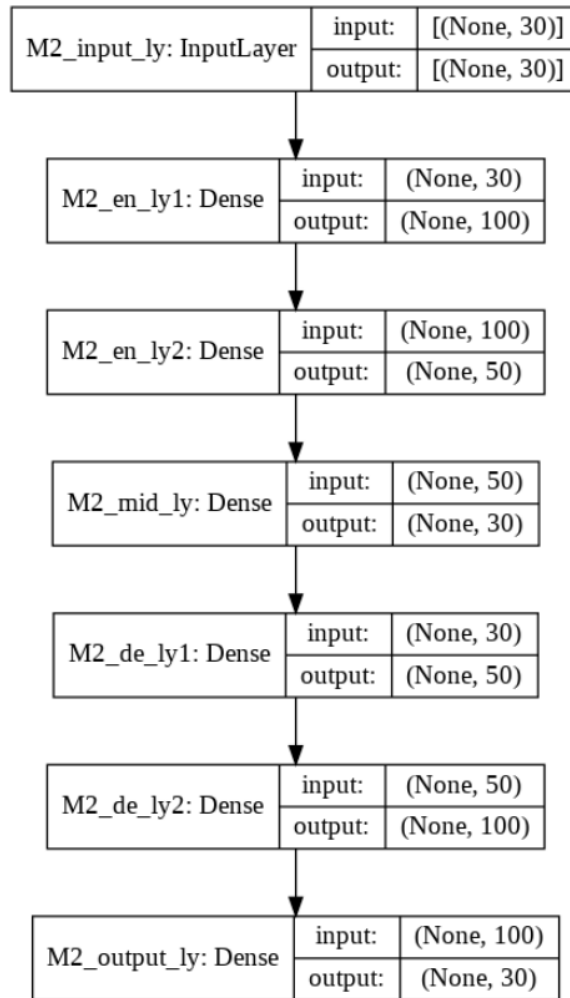 M2_input_ly: InputLayer
input: [(None, 30)]
output: [(None, 30)]
M2_en_ly1: Dense
input: (None, 30)
output: (None, 100)
M2_en_ly2: Dense
input: (None, 100)
output: (None, 50)
M2_mid_ly: Dense
input: (None, 50)
output: (None, 30)
M2_de_ly1: Dense
input: (None, 30)
output: (None, 50)
M2_de_ly2: Dense
input: (None, 50)
output: (None, 100)
M2_output_ly: Dense
input: (None, 100)
output: (None, 30)